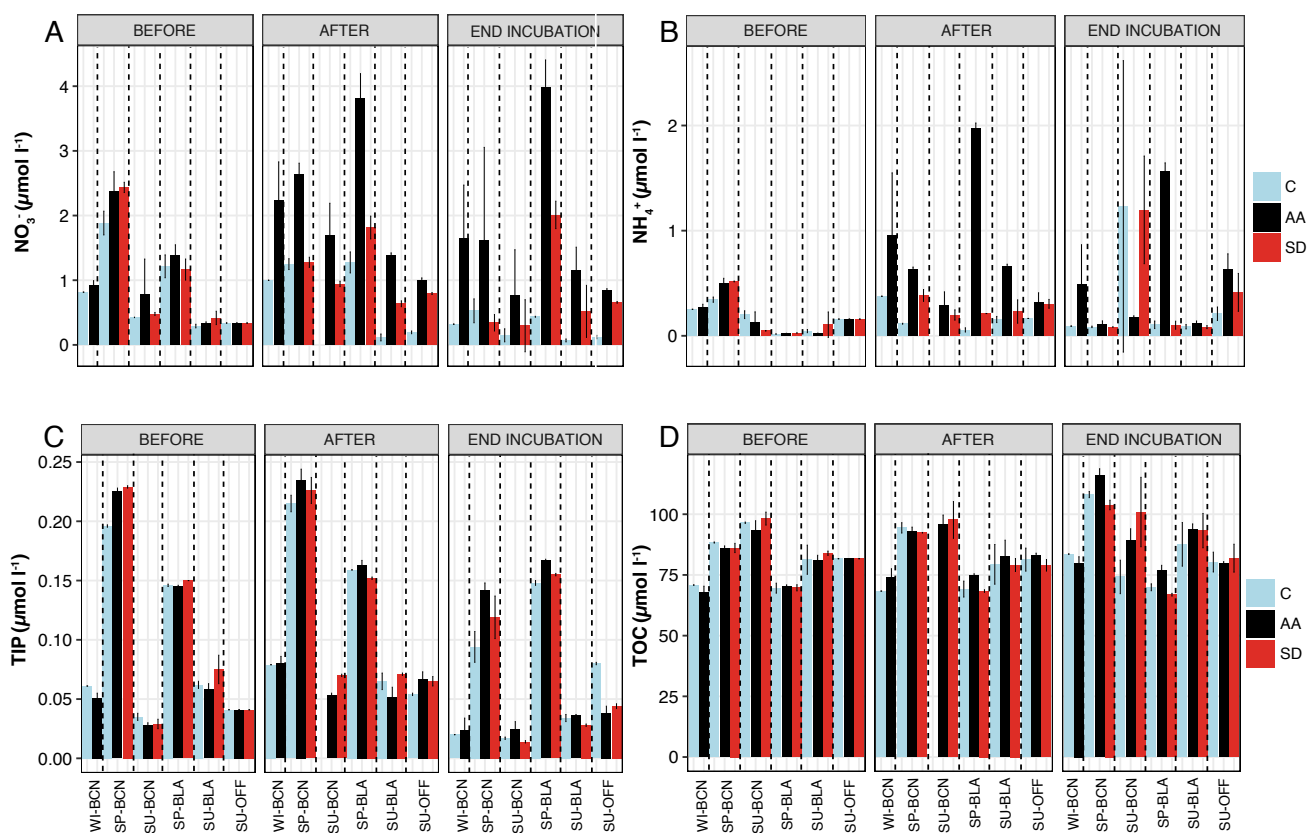 A
BEFORE
AFTER
END INCUBATION
NO₃⁻ (µmol l⁻¹)
4
3
2
1
0
B
BEFORE
AFTER
END INCUBATION
NH₄⁺ (µmol l⁻¹)
2
1
0
C
AA
SD
C
BEFORE
AFTER
END INCUBATION
TIP (µmol l⁻¹)
0.25
0.20
0.15
0.10
0.05
0.00
WI-BCN
SP-BCN
SU-BCN
SP-BLA
SU-BLA
SU-OFF
WI-BCN
SP-BCN
SU-BCN
SP-BLA
SU-BLA
SU-OFF
WI-BCN
SP-BCN
SU-BCN
SP-BLA
SU-BLA
SU-OFF
D
BEFORE
AFTER
END INCUBATION
TOC (µmol l⁻¹)
100
75
50
25
0
WI-BCN
SP-BCN
SU-BCN
SP-BLA
SU-BLA
SU-OFF
WI-BCN
SP-BCN
SU-BCN
SP-BLA
SU-BLA
SU-OFF
WI-BCN
SP-BCN
SU-BCN
SP-BLA
SU-BLA
SU-OFF
C
AA
SD